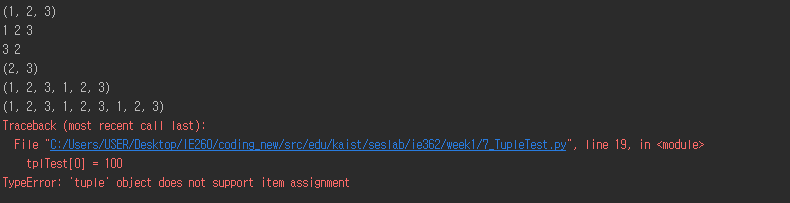 (1, 2, 3)
1 2 3
3 2
(2, 3)
(1, 2, 3, 1, 2, 3)
(1, 2, 3, 1, 2, 3, 1, 2, 3)
Traceback (most recent call last):
  File "C:/Users/USER/Desktop/IE260/coding_new/src/edu/kaist/seslab/ie362/week1/7_TupleTest.py", line 19, in <module>
    tplTest[0] = 100
TypeError: 'tuple' object does not support item assignment